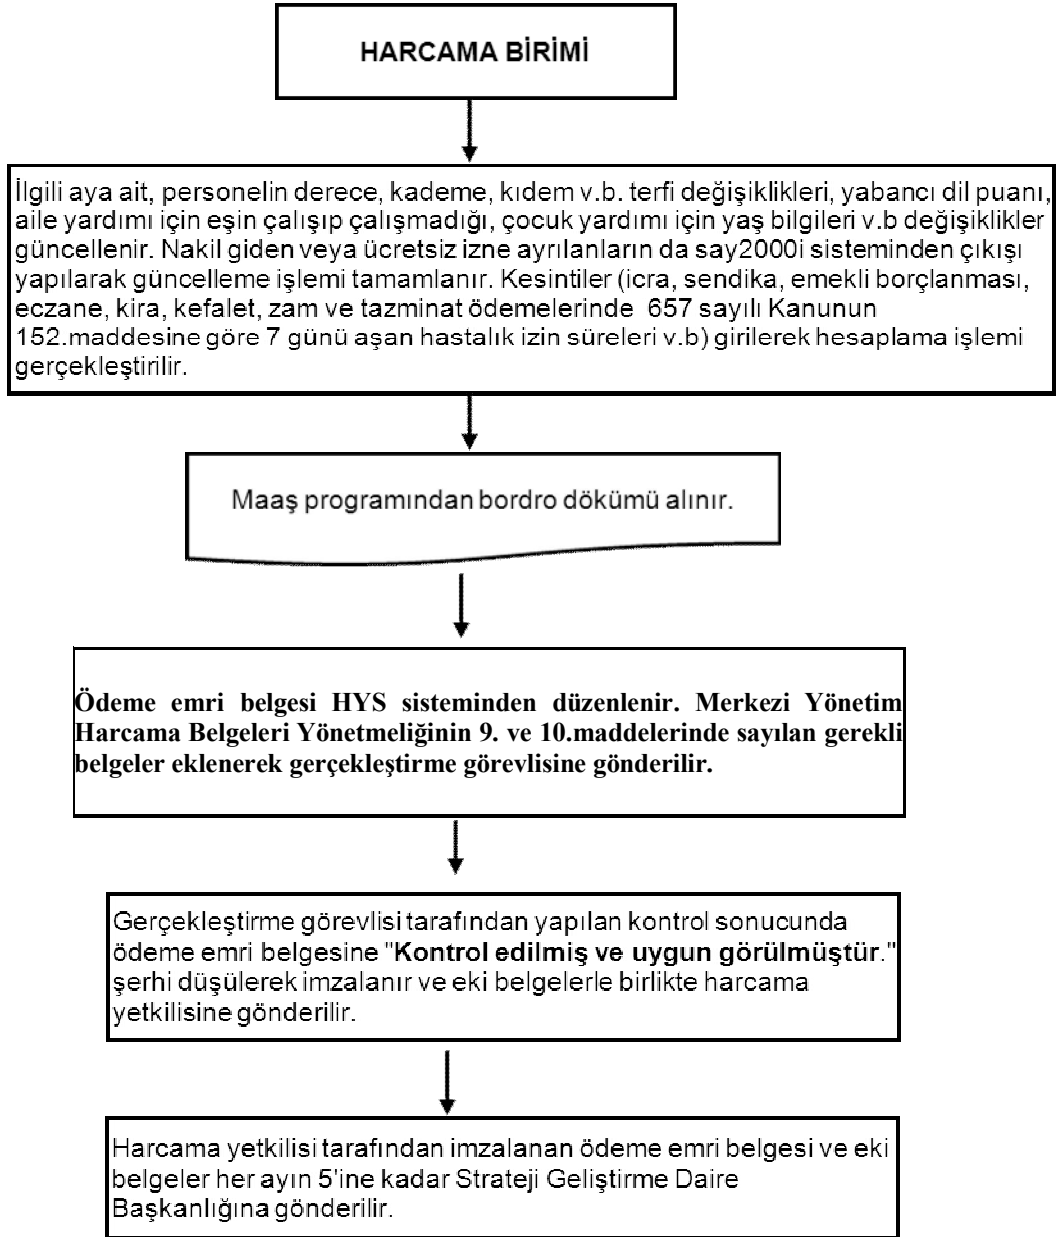 HARCAMA BİRİMİ
İlgili aya ait, personelin derece, kademe, kıdem v.b. terfi değişiklikleri, yabancı dil puanı,
aile yardımı için eşin çalışıp çalışmadığı, çocuk yardımı için yaş bilgileri v.b değişiklikler
güncellenir. Nakil giden veya ücretsiz izne ayrılanların da say2000i sisteminden çıkışı
yapılarak güncelleme işlemi tamamlanır. Kesintiler (icra, sendika, emekli borçlanması,
eczane, kira, kefalet, zam ve tazminat ödemelerinde 657 sayılı Kanunun
152.maddesine göre 7 günü aşan hastalık izin süreleri v.b) girilerek hesaplama işlemi
gerçekleştirilir.
Maaş programından bordro dökümü alınır.
Ödeme emri belgesi HYS sisteminden düzenlenir. Merkezi Yönetim
Harcama Belgeleri Yönetmeliğinin 9. ve 10.maddelerinde sayılan gerekli
belgeler eklenerek gerçekleştirme görevlisine gönderilir.
Gerçekleştirme görevlisi tarafından yapılan kontrol sonucunda
ödeme emri belgesine "Kontrol edilmiş ve uygun görülmüştür."
şerhi düşülerek imzalanır ve eki belgelerle birlikte harcama
yetkilisine gönderilir.
Harcama yetkilisi tarafından imzalanan ödeme emri belgesi ve eki
belgeler her ayın 5'ine kadar Strateji Geliştirme Daire
Başkanlığına gönderilir.